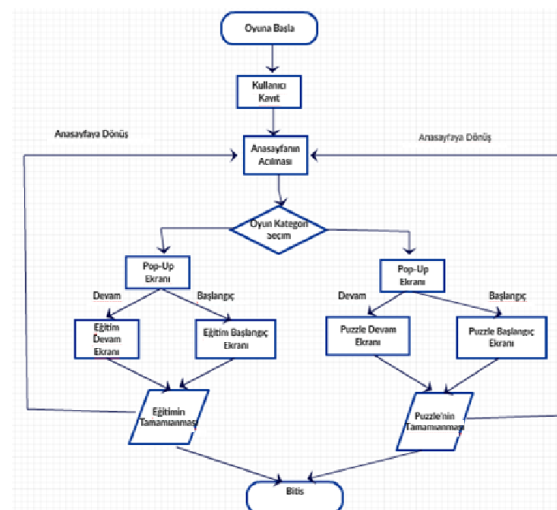 Oyuna Başla
Kullanıcı
Kayıt
Anasayfaya Dönüş
Anasayfaya Dönüş
Anasayfanın
Açılması
Oyun Kategori
Seçim
Pop-Up
Ekranı
Pop-Up
Ekranı
Devam
Başlangıç
Devam
Başlangıç
Eğitim
Devam
Ekranı
Eğitim Başlangıç
Ekranı
Puzzle Devam
Ekranı
Puzzle Başlangıç
Ekranı
Eğitimin
Tamamlanması
Puzzle'nin
Tamamlanması
Bitis